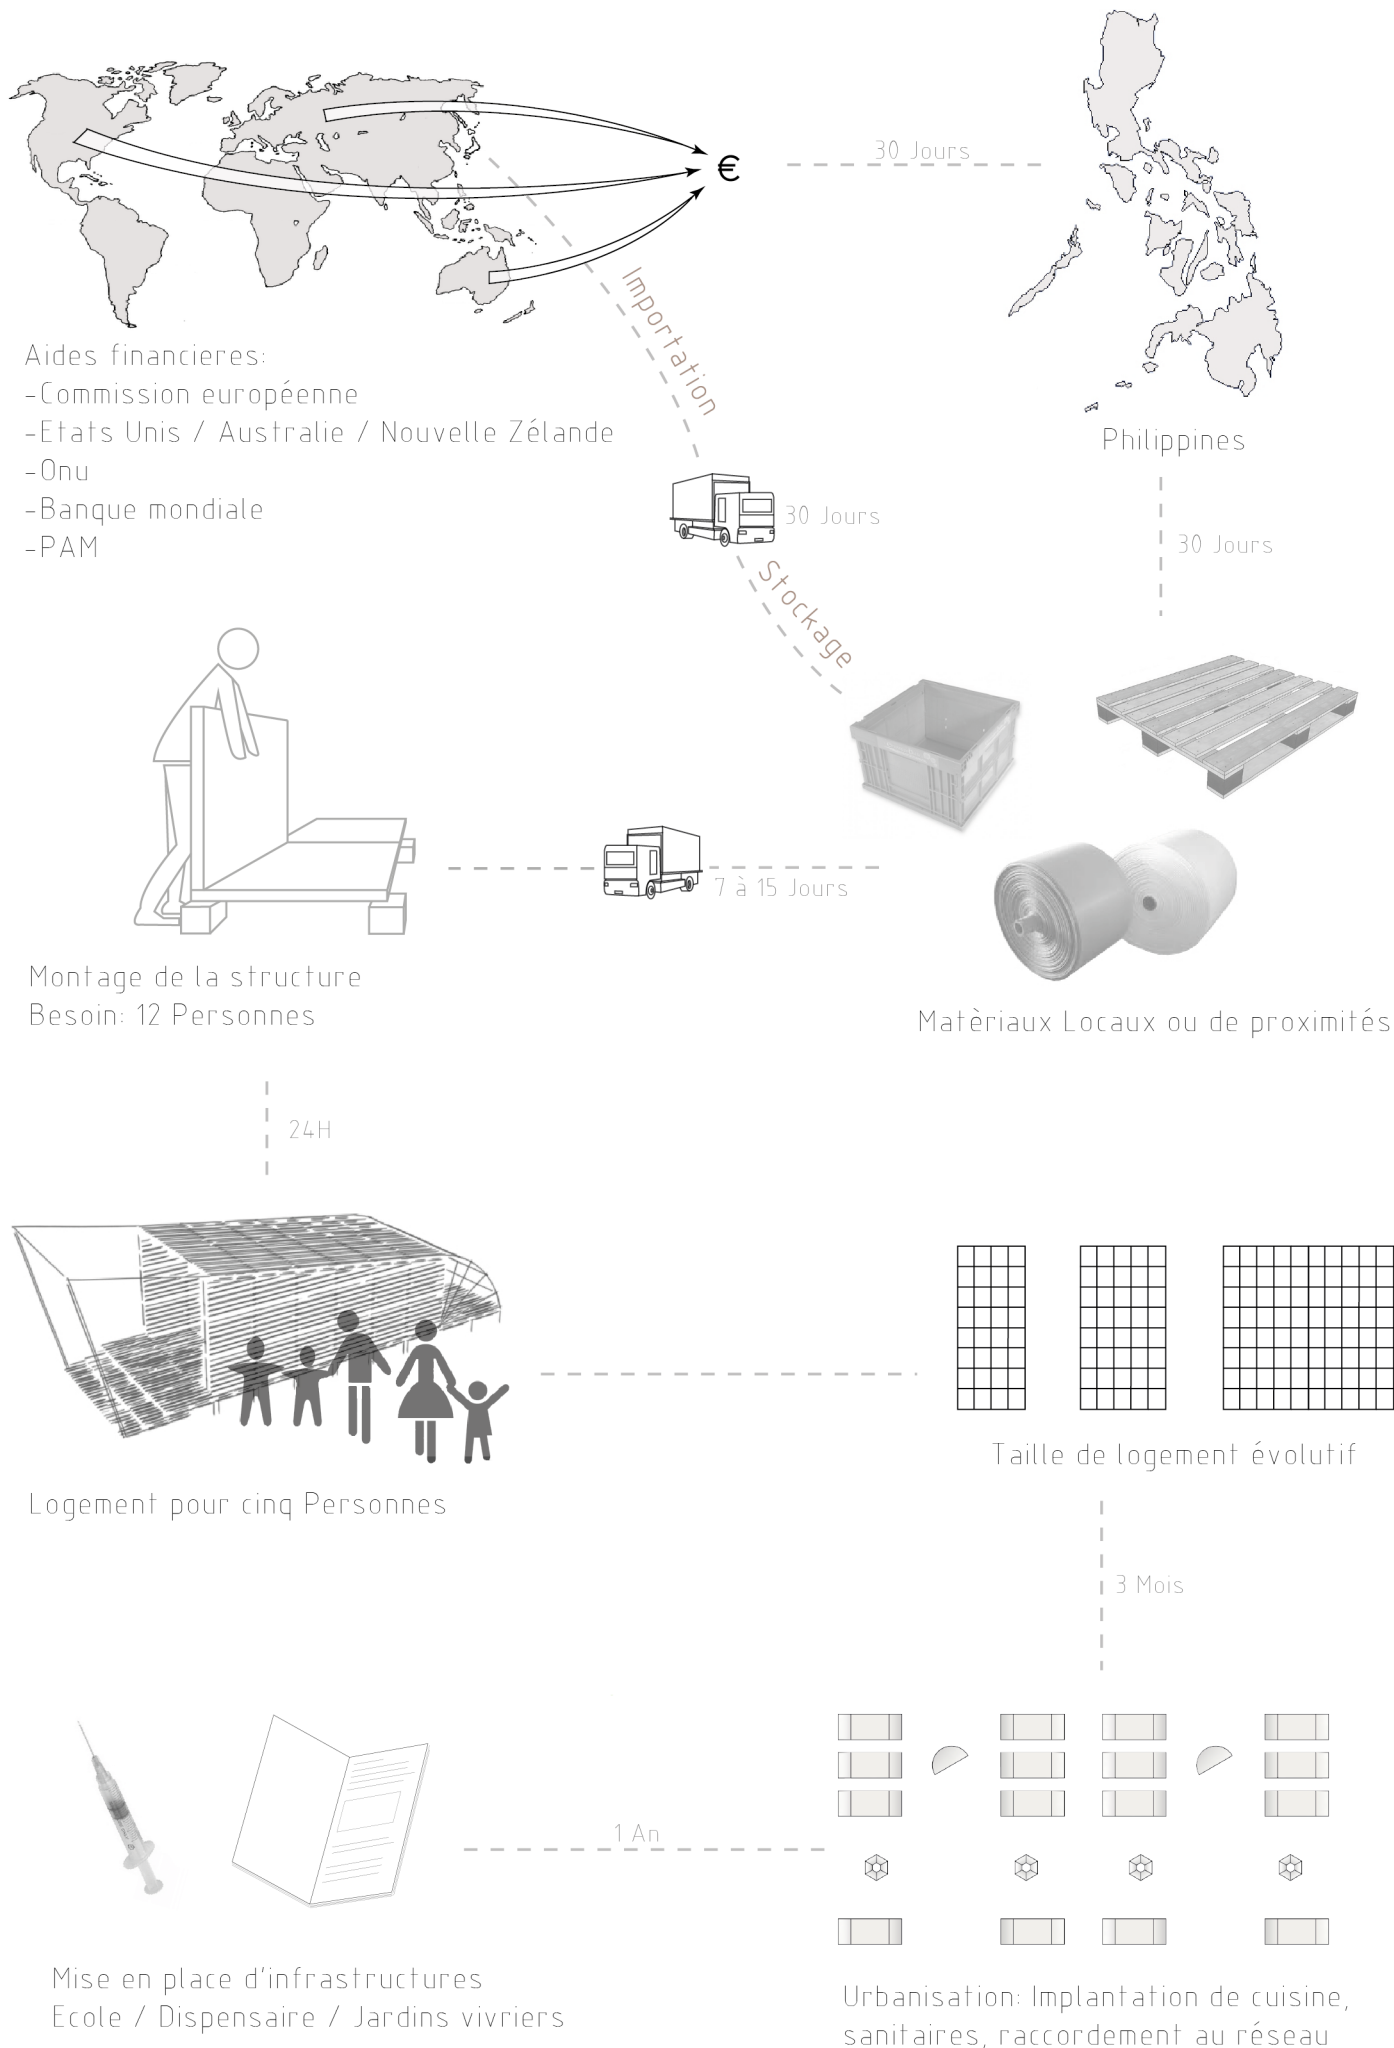 €
30 Jours
Importation
Aides financieres:
-Commission européenne
-Etats Unis / Australie / Nouvelle Zélande
-Onu
-Banque mondiale
-PAM
Philippines
30 Jours
30 Jours
Stockage
7 à 15 Jours
Montage de la structure
Besoin: 12 Personnes
Matèriaux Locaux ou de proximités
24H
Taille de logement évolutif
Logement pour cinq Personnes
3 Mois
1 An
Mise en place d'infrastructures
Ecole / Dispensaire / Jardins vivriers
Urbanisation: Implantation de cuisine,
sanitaires, raccordement au réseau